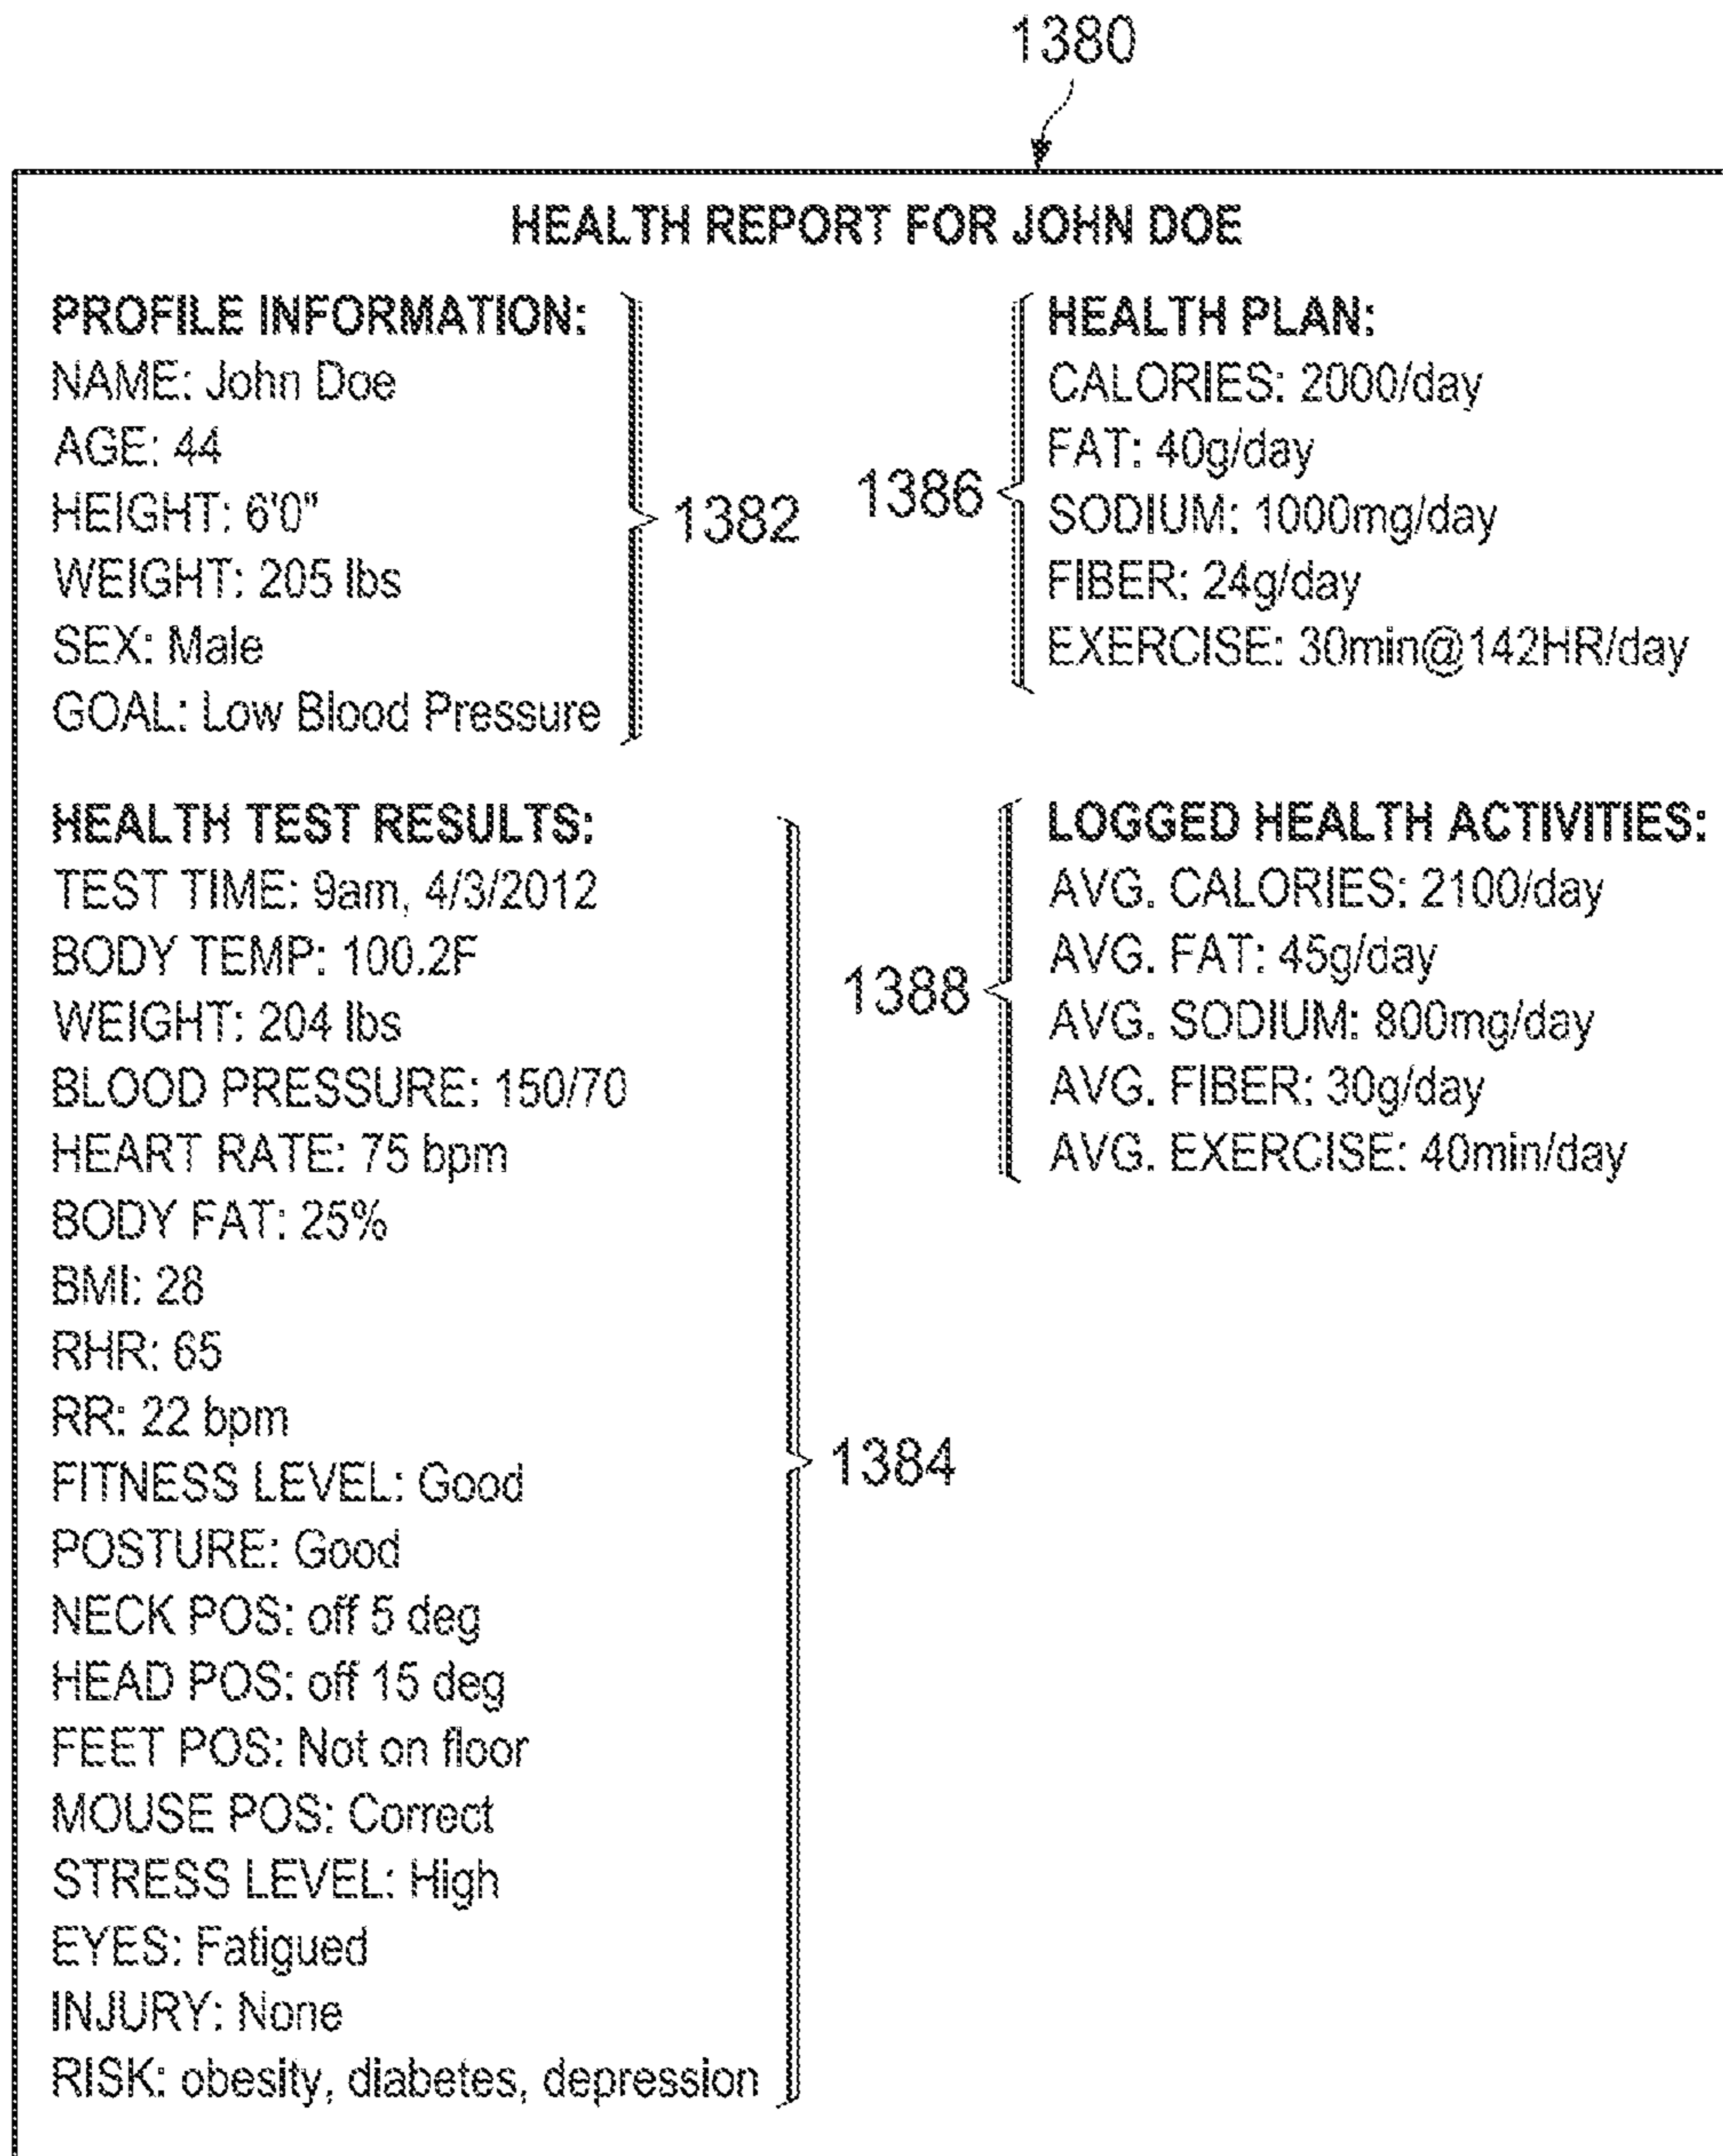 1380
HEALTH REPORT FOR JOHN DOE
PROFILE INFORMATION:
NAME: John Doe
AGE: 44
HEIGHT: 6'0"
WEIGHT: 205 lbs
SEX: Male
GOAL: Low Blood Pressure
1382
1386
HEALTH PLAN:
CALORIES: 2000/day
FAT: 40g/day
SODIUM: 1000mg/day
FIBER: 24g/day
EXERCISE: 30min@142HR/day
HEALTH TEST RESULTS:
TEST TIME: 9am, 4/3/2012
BODY TEMP: 100.2F
WEIGHT: 204 lbs
BLOOD PRESSURE: 150/70
HEART RATE: 75 bpm
BODY FAT: 25%
BMI: 28
RHR: 65
RR: 22 bpm
FITNESS LEVEL: Good
POSTURE: Good
NECK POS: off 5 deg
HEAD POS: off 15 deg
FEET POS: Not on floor
MOUSE POS: Correct
STRESS LEVEL: High
EYES: Fatigued
INJURY: None
RISK: obesity, diabetes, depression
1384
1388
LOGGED HEALTH ACTIVITIES:
AVG. CALORIES: 2100/day
AVG. FAT: 45g/day
AVG. SODIUM: 800mg/day
AVG. FIBER: 30g/day
AVG. EXERCISE: 40min/day